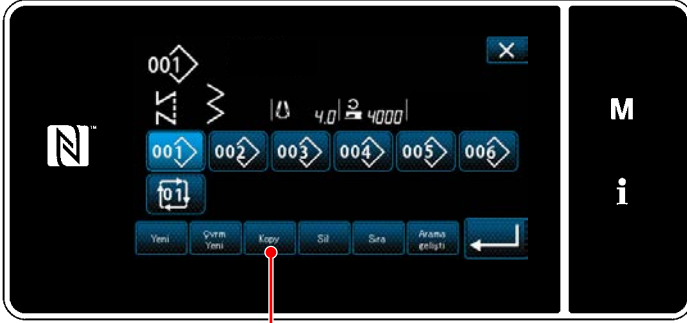 001
4.0 4000
001 002 003 004 005 006
01
Yeni Çvrm Yeni Kopy Sil Sıra Arama gelişti
M
i